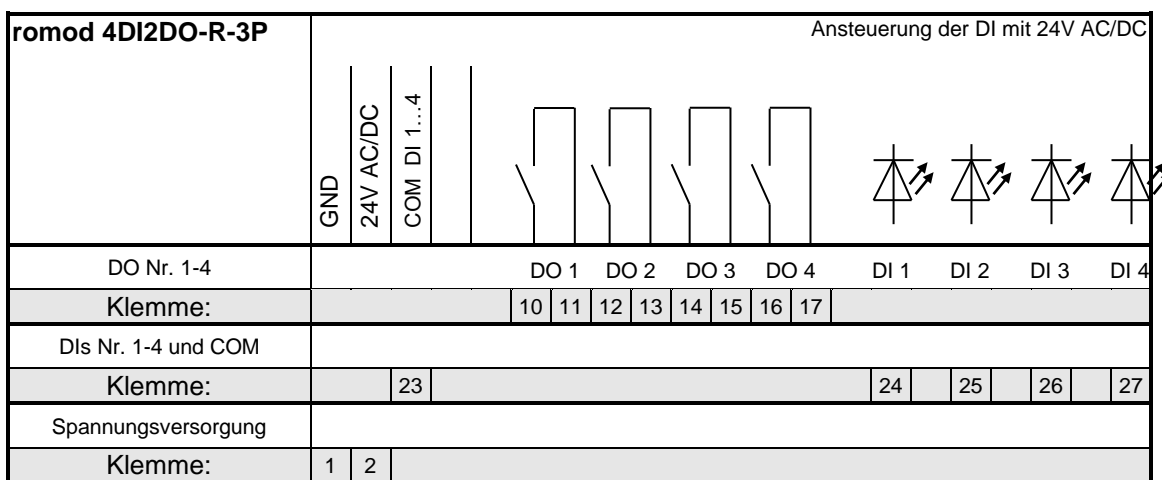 romod 4DI2DO-R-3P
Ansteuerung der DI mit 24V AC/DC
GND
24V AC/DC
COM DI 1…4
DO Nr. 1-4 DO 1 DO 2 DO 3 DO 4 DI 1 DI 2 DI 3 DI 4
Klemme: 10 11 12 13 14 15 16 17
DIs Nr. 1-4 und COM
Klemme: 23 24 25 26 27
Spannungsversorgung
Klemme: 1 2